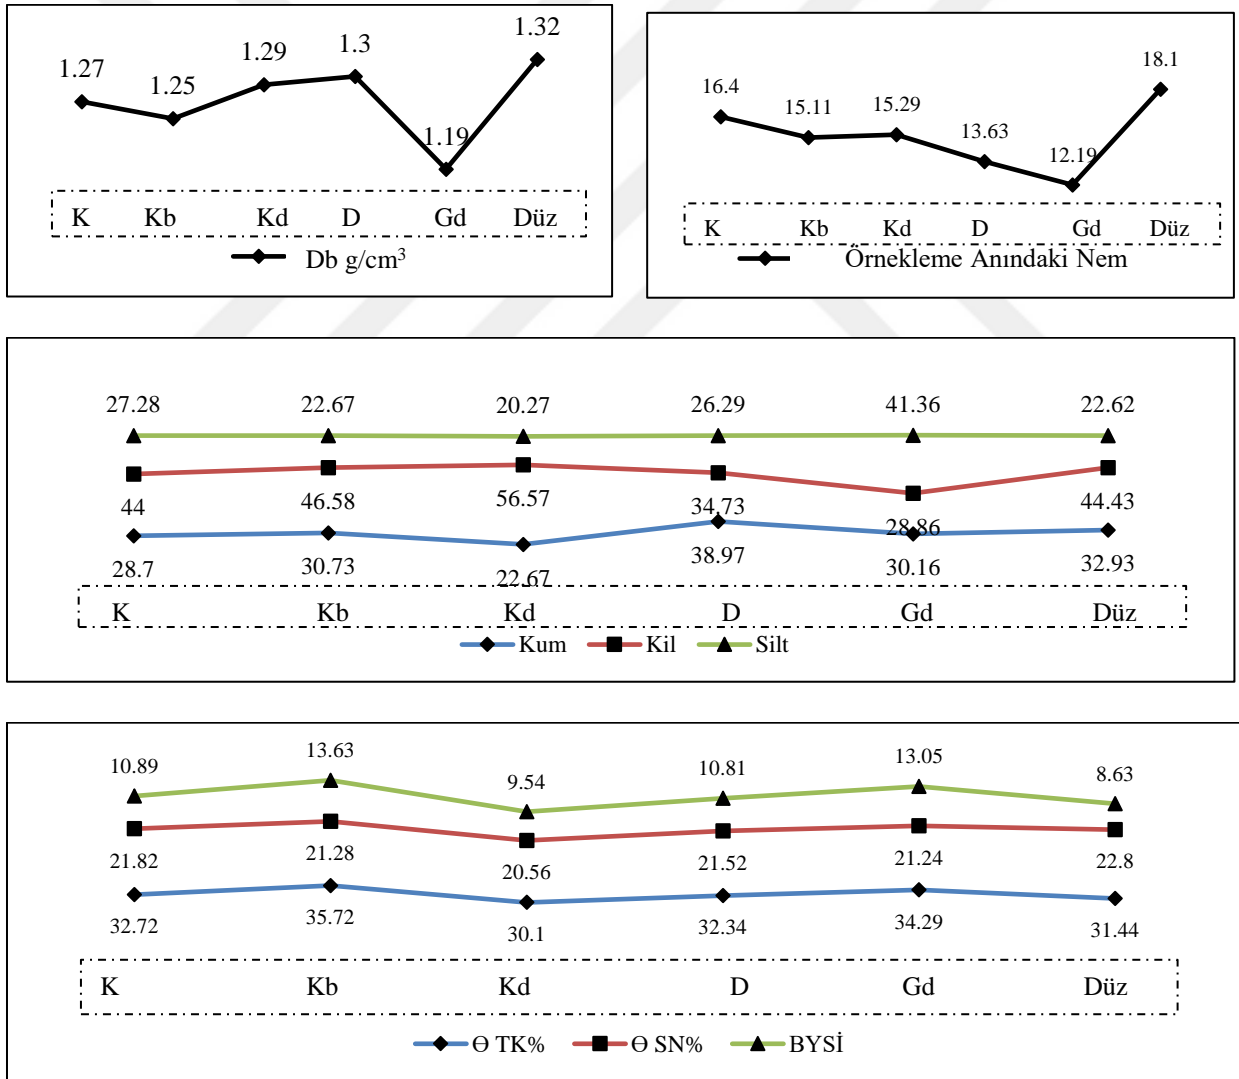 1.27 1.25 1.29 1.3 1.19 1.32
K Kb Kd D Gd Düz
Db g/cm³
16.4 15.11 15.29 13.63 12.19 18.1
K Kb Kd D Gd Düz
Örnekleme Anındaki Nem
27.28 22.67 20.27 26.29 41.36 22.62
44 46.58 56.57 34.73 28.86 44.43
28.7 30.73 22.67 38.97 30.16 32.93
K Kb Kd D Gd Düz
Kum Kil Silt
10.89 13.63 9.54 10.81 13.05 8.63
21.82 21.28 20.56 21.52 21.24 22.8
32.72 35.72 30.1 32.34 34.29 31.44
K Kb Kd D Gd Düz
Ө TK% Ө SN% BYSİ